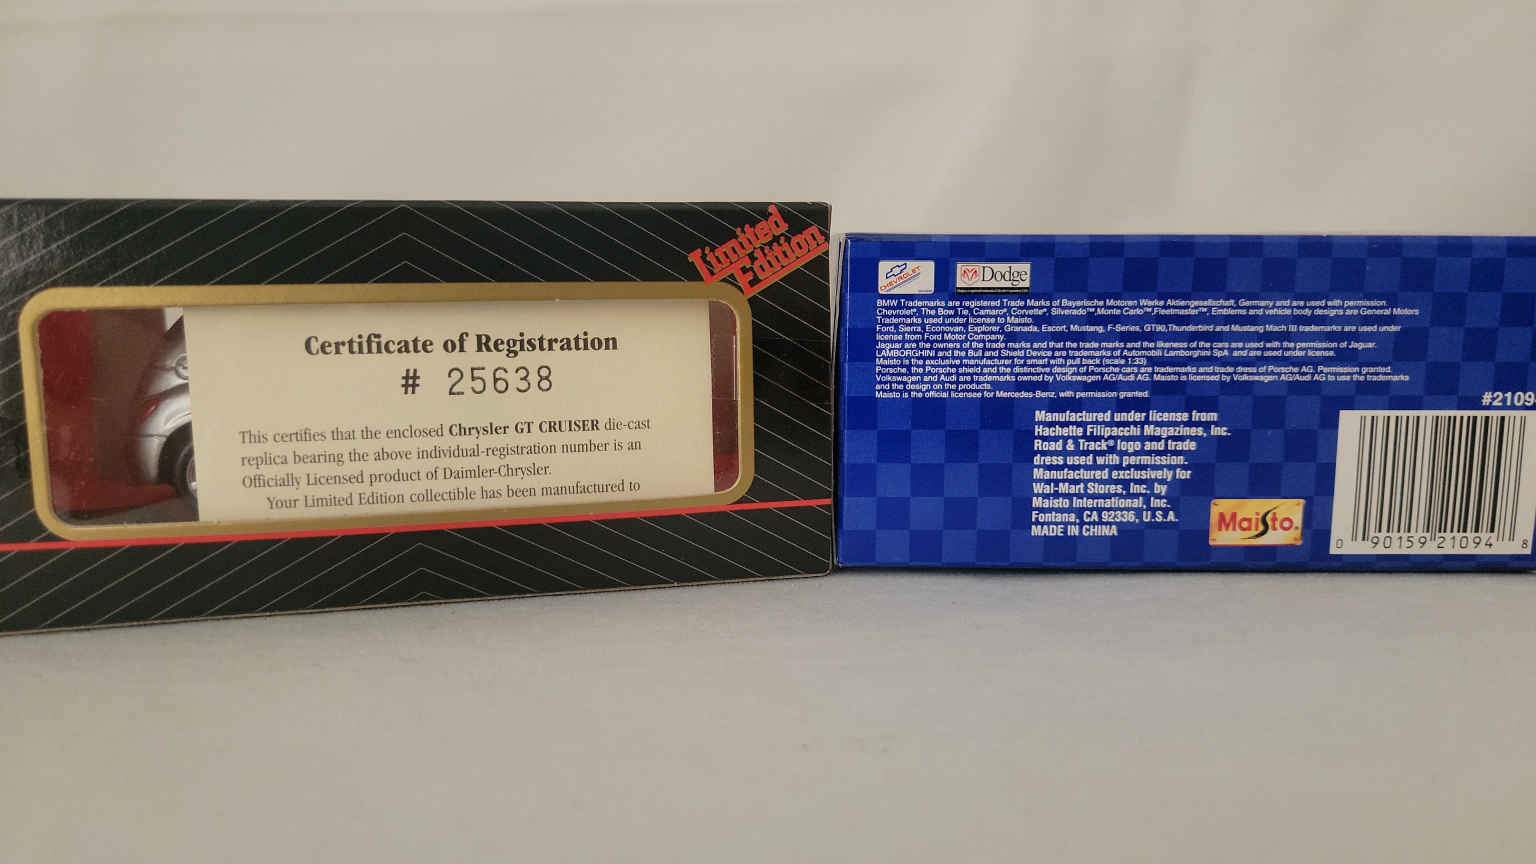 Limited
Edition
Certificate of Registration
# 25638
This certifies that the enclosed Chrysler GT CRUISER die-cast
replica bearing the above individual-registration number is an
Officially Licensed product of Daimler-Chrysler.
Your Limited Edition collectible has been manufactured to
CHEVROLET
Dodge
BMW Trademarks are registered Trade Marks of Bayerische Motoren Werke Aktiengesellschaft, Germany and are used with permission.
Chevrolet®, The Bow Tie, Camaro®, Corvette®, Silverado™,Monte Carlo™,Fleetmaster™, Emblems and vehicle body designs are General Motors
Trademarks used under license to Maisto.
Ford, Sierra, Econovan, Explorer, Granada, Escort, Mustang, F-Series, GT90,Thunderbird and Mustang Mach III trademarks are used under
license from Ford Motor Company.
Jaguar are the owners of the trade marks and that the trade marks and the likeness of the cars are used with the permission of Jaguar.
LAMBORGHINI and the Bull and Shield Device are trademarks of Automobili Lamborghini SpA and are used under license.
Maisto is the exclusive manufacturer for smart with pull back (scale 1:33)
Porsche, the Porsche shield and the distinctive design of Porsche cars are trademarks and trade dress of Porsche AG. Permission granted.
Volkswagen and Audi are trademarks owned by Volkswagen AG/Audi AG. Maisto is licensed by Volkswagen AG/Audi AG to use the trademarks
and the design on the products.
Maisto is the official licensee for Mercedes-Benz, with permission granted.
#2109
Manufactured under license from
Hachette Filipacchi Magazines, Inc.
Road & Track® logo and trade
dress used with permission.
Manufactured exclusively for
Wal-Mart Stores, Inc. by
Maisto International, Inc.
Fontana, CA 92336, U.S.A.
MADE IN CHINA
Maisto®
0 90159 21094 8